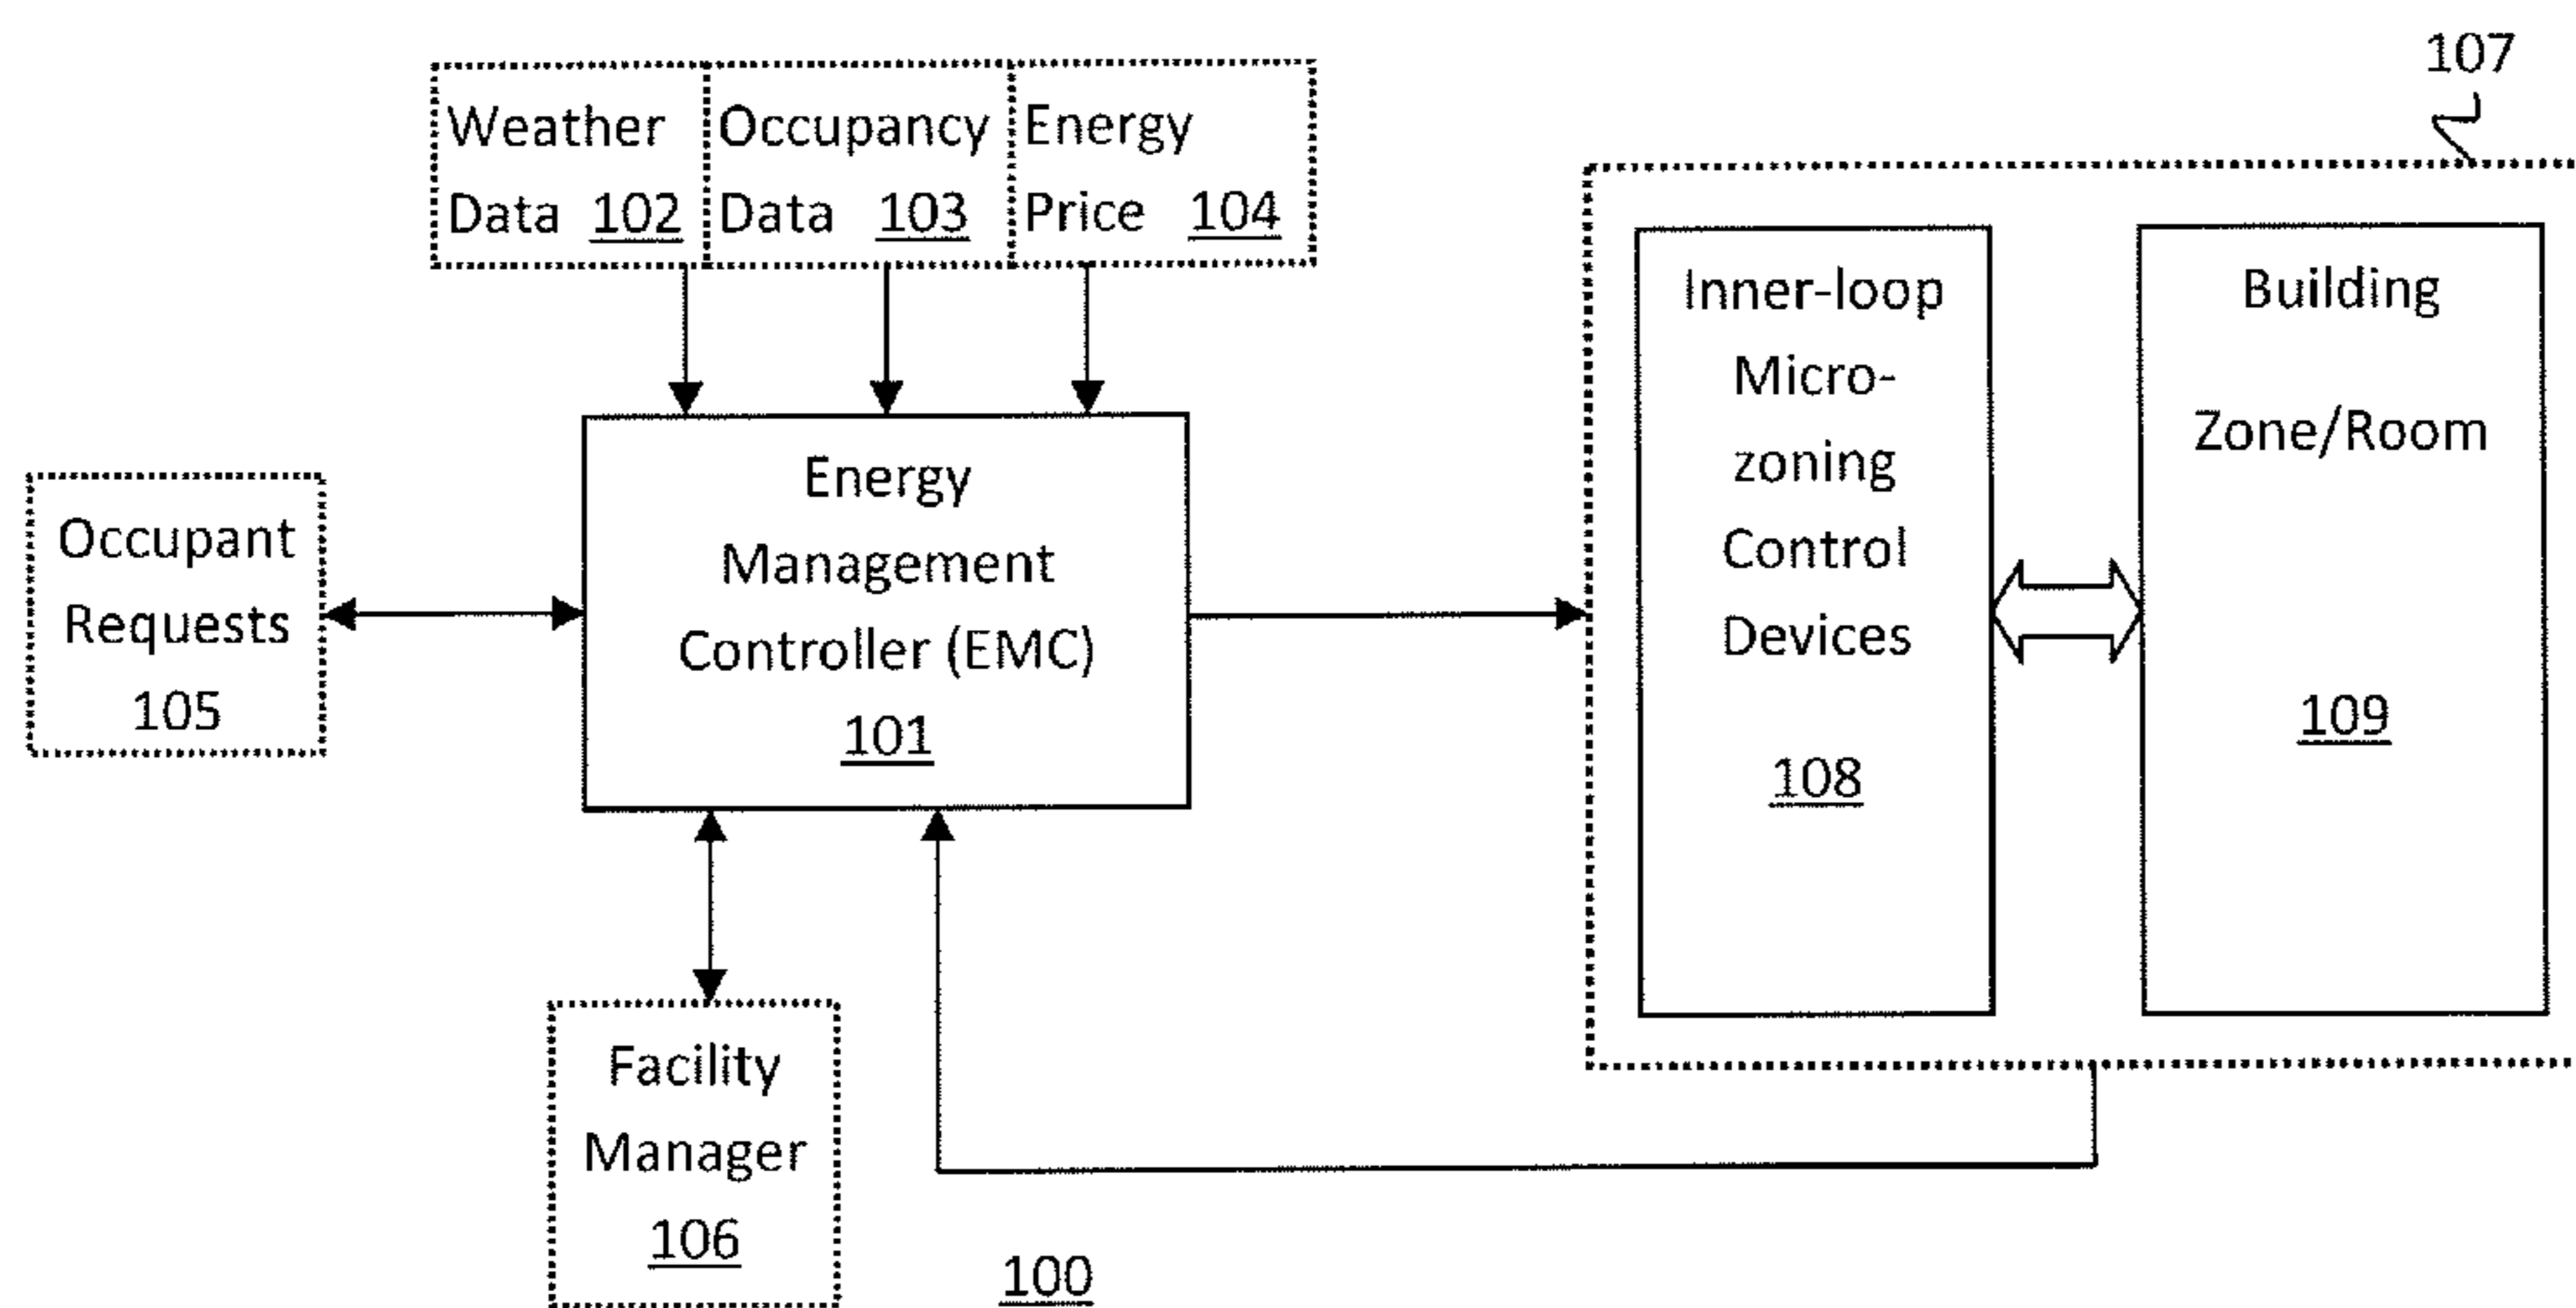 107
Weather
Data 102
Occupancy
Data 103
Energy
Price 104
Inner-loop
Micro-
zoning
Control
Devices
108
Building
Zone/Room
109
Energy
Management
Controller (EMC)
101
Occupant
Requests
105
Facility
Manager
106
100